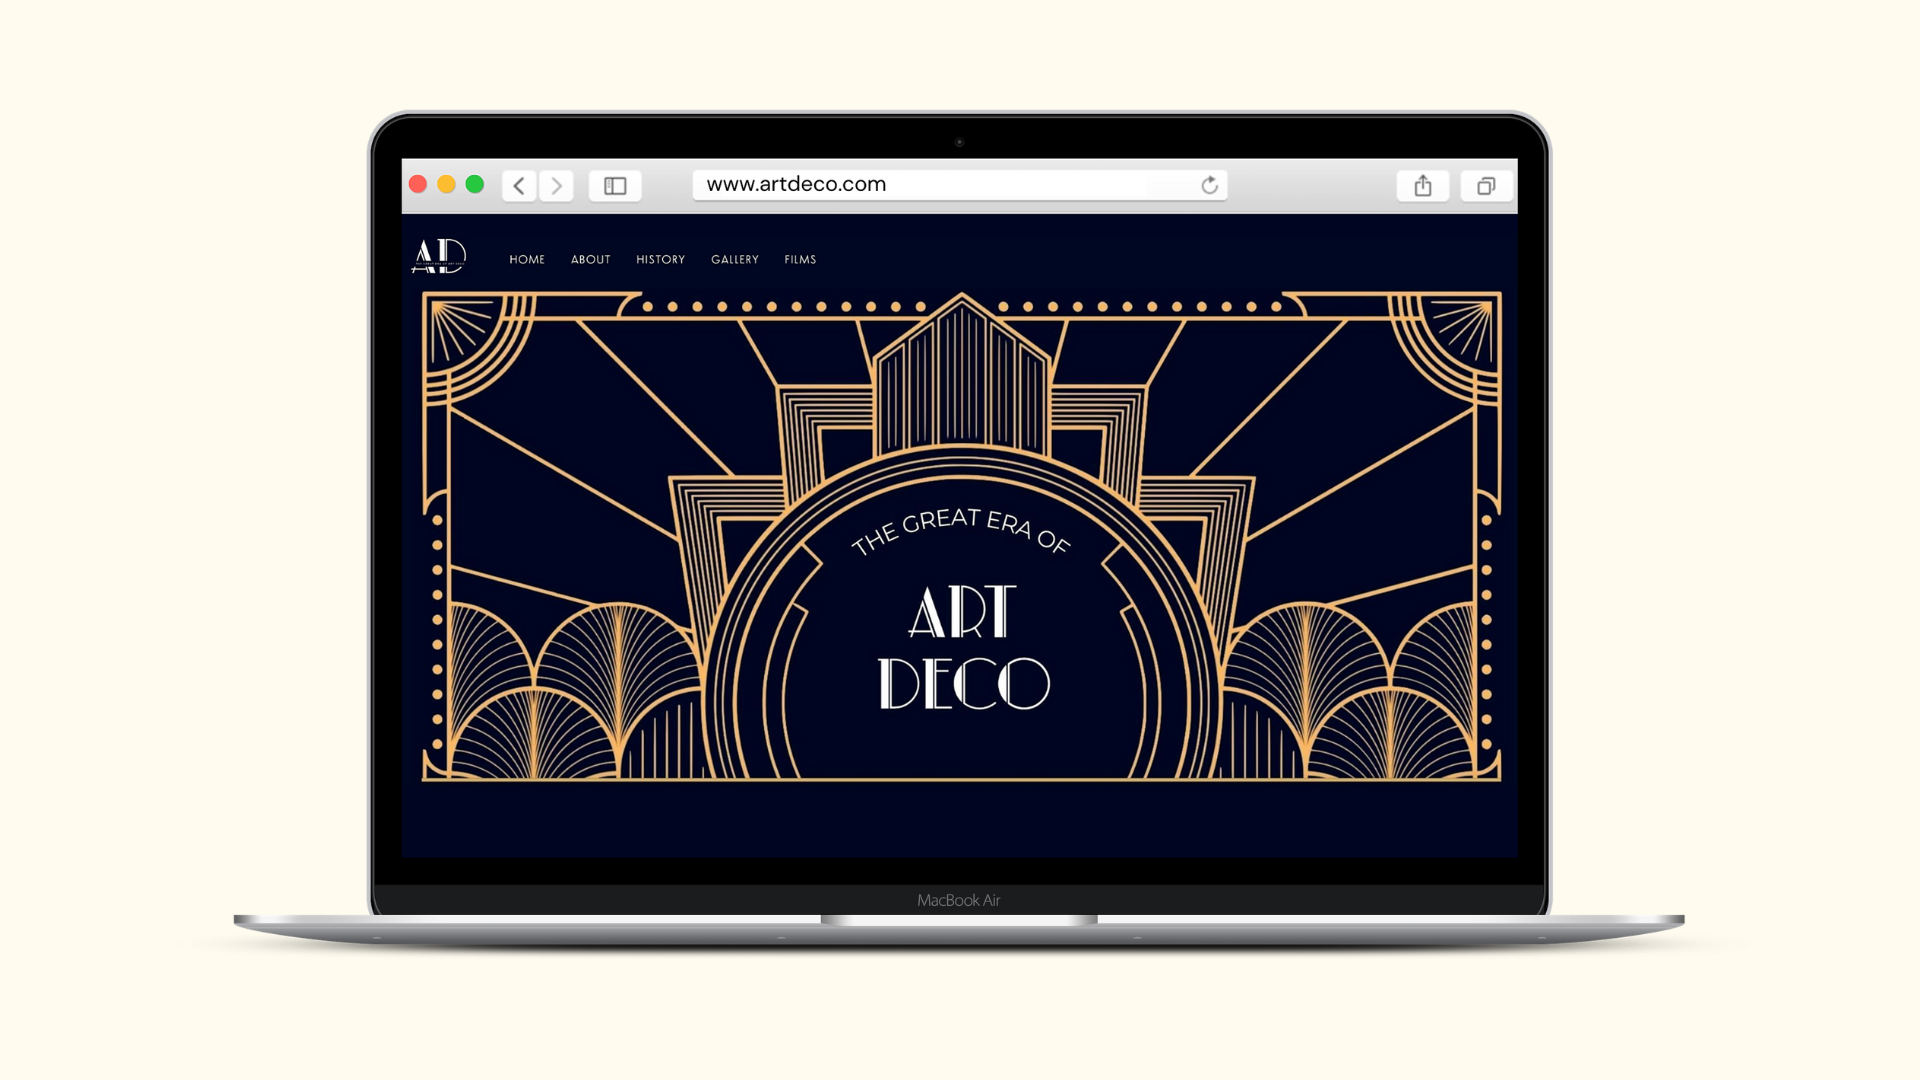 www.artdeco.com
AD
HOME ABOUT HISTORY GALLERY FILMS
THE GREAT ERA OF
ART
DECO
MacBook Air